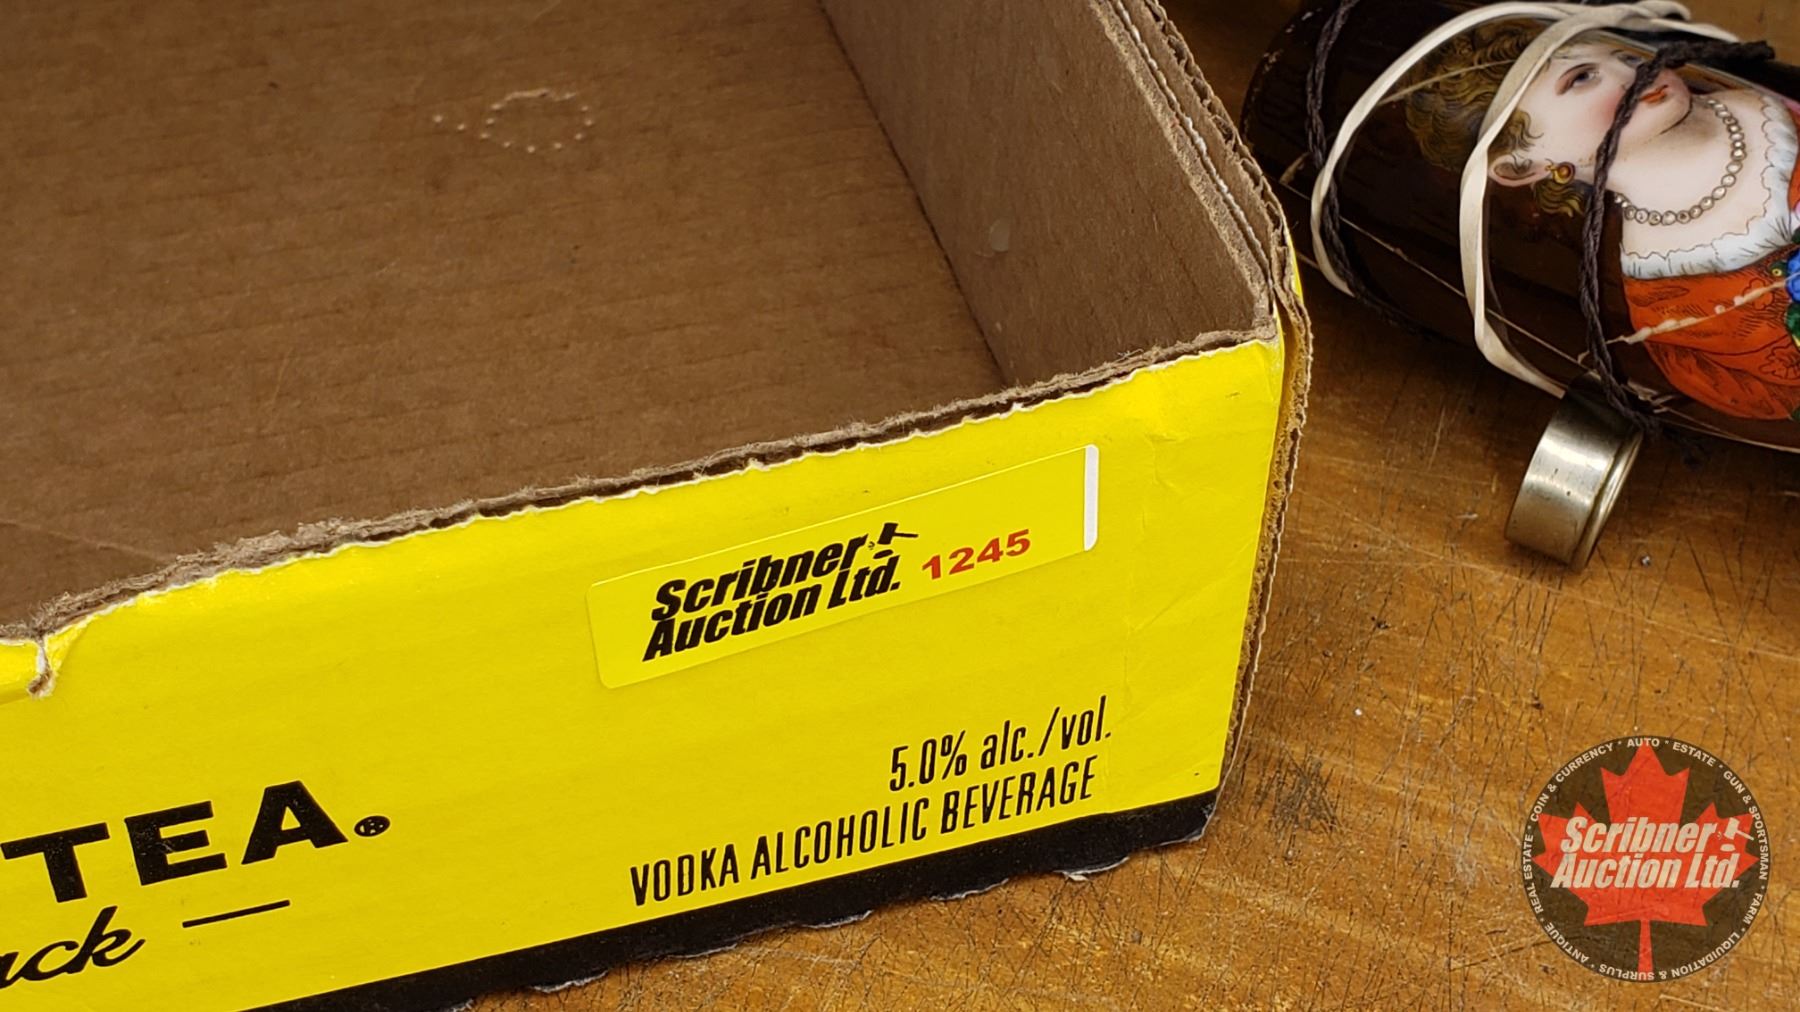 Scribner
Auction Ltd.
1245
5.0% alc./vol.
VODKA ALCOHOLIC BEVERAGE
TEA.®
ack
COIN & CURRENCY * AUTO * ESTATE * GUN & SPORTSMAN * FARM * LIQUIDATION & SURPLUS * ANTIQUE * REAL ESTATE *
Scribner
Auction Ltd.